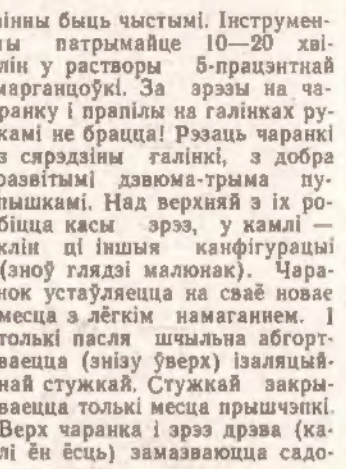 інны быць чыстымі. Інструмен-
ты патрымайце 10—20 хві-
лін у растворы 5-працэнтнай
марганцоўкі. За зрэзы на ча-
ранку і прапілы на галінках ру-
камі не брацца! Рэзаць чаранкі
з сярэдзіны галінкі, з добра
развітымі дзвюма-трыма пу-
пышкамі. Над верхняй з іх ро-
біцца касы зрэз, у камлі —
клін ці іншыя канфігурацыі
(зноў глядзі малюнак). Чара-
нок устаўляецца на сваё новае
месца з лёгкім намаганнем. І
толькі пасля шчыльна абгорт-
ваецца (знізу ўверх) ізаляцый-
най стужкай. Стужкай закры-
ваецца толькі месца прышчэпкі.
Верх чаранка і зрэз дрэва (ка-
лі ён ёсць) замазваюцца садо-